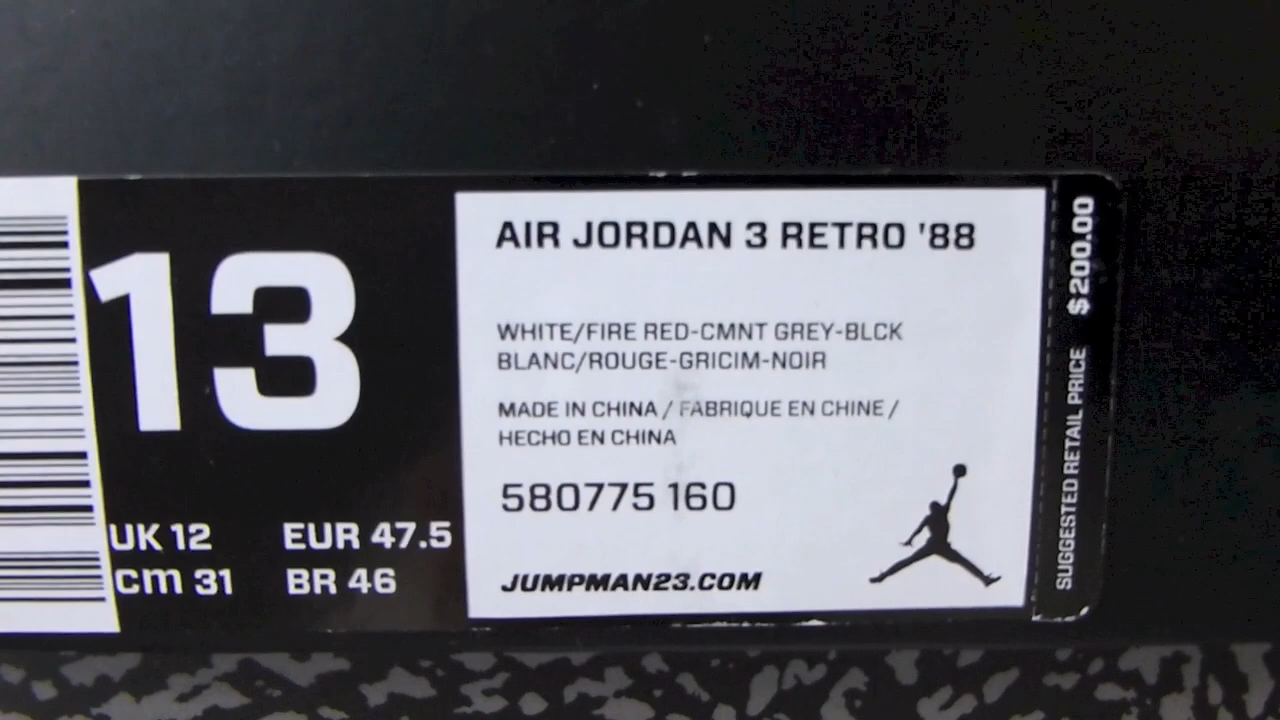 13
UK 12 EUR 47.5
cm 31 BR 46
AIR JORDAN 3 RETRO '88
WHITE/FIRE RED-CMNT GREY-BLCK
BLANC/ROUGE-GRICIM-NOIR
MADE IN CHINA / FABRIQUE EN CHINE /
HECHO EN CHINA
580775 160
JUMPMAN23.COM
SUGGESTED RETAIL PRICE $200.00